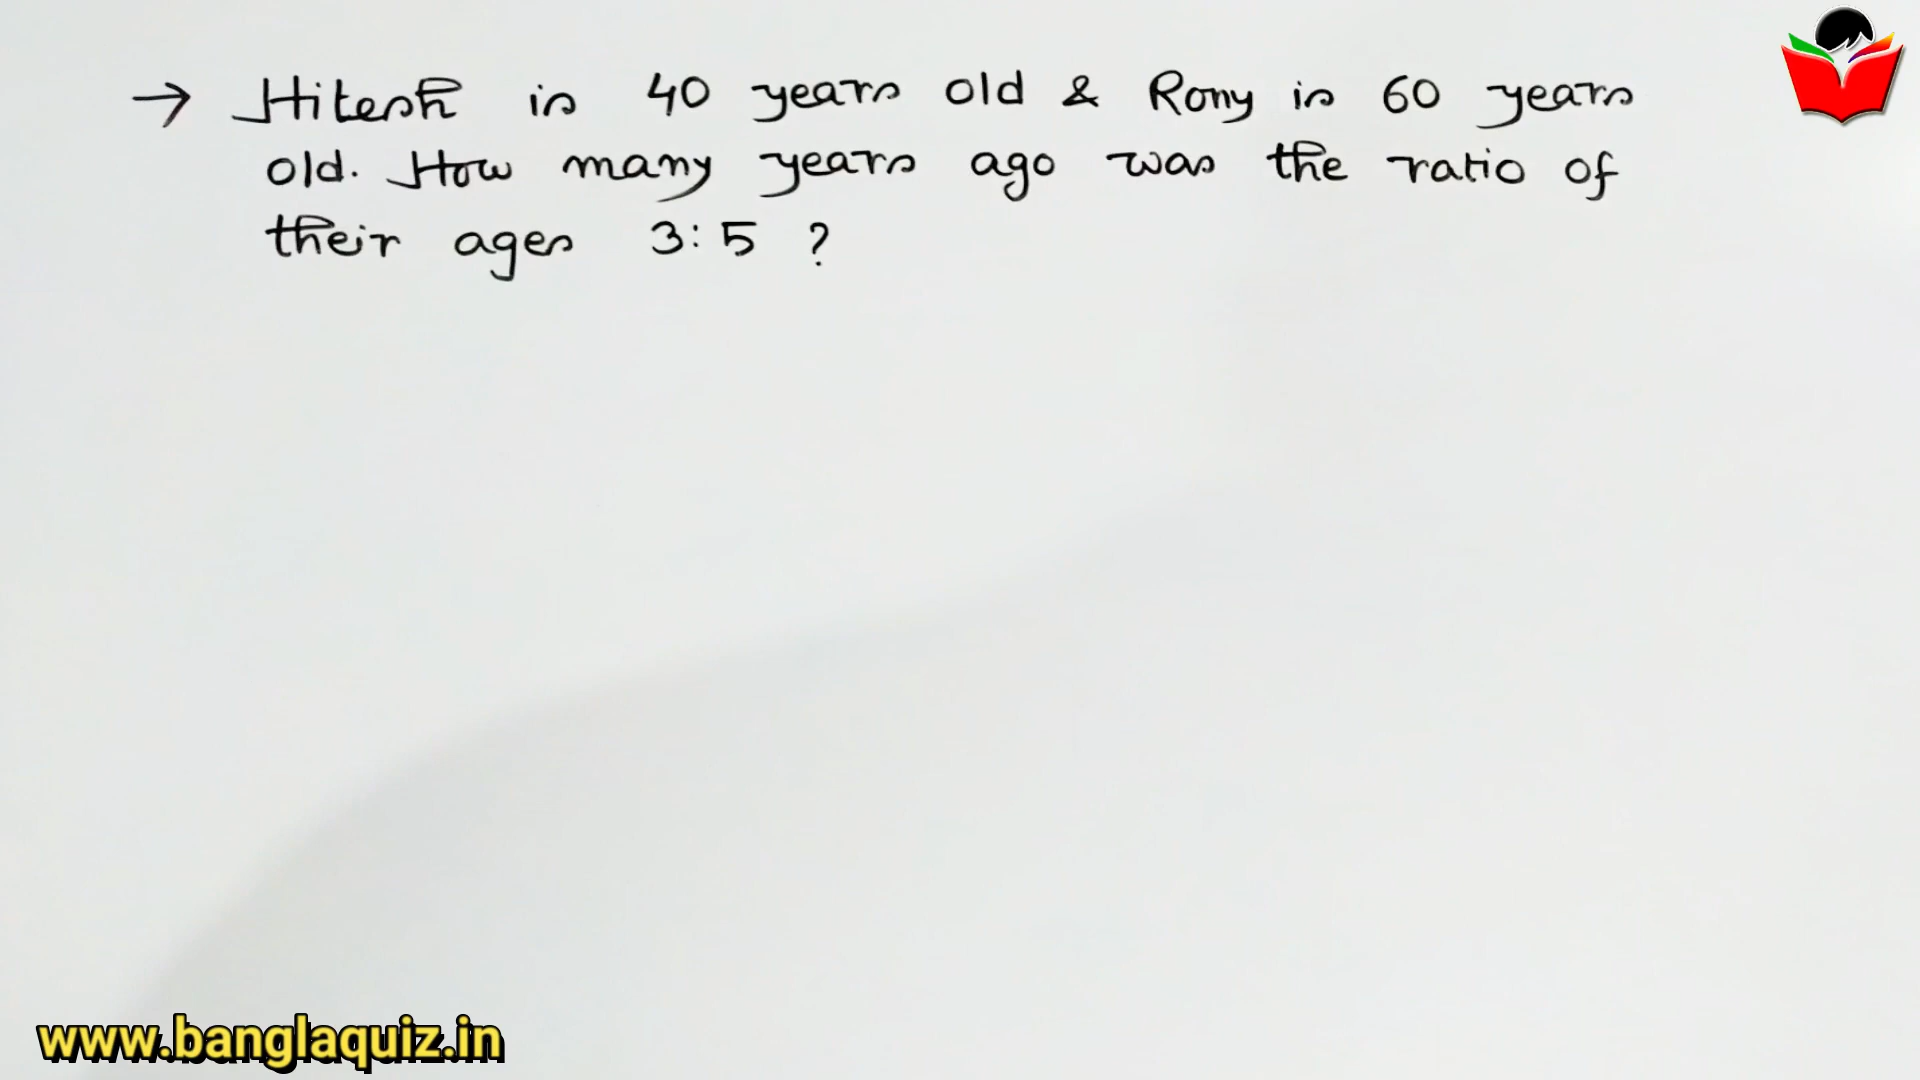 → Hitesh is 40 years old & Rony is 60 years
old. How many years ago was the ratio of
their ages 3:5 ?
www.banglaquiz.in